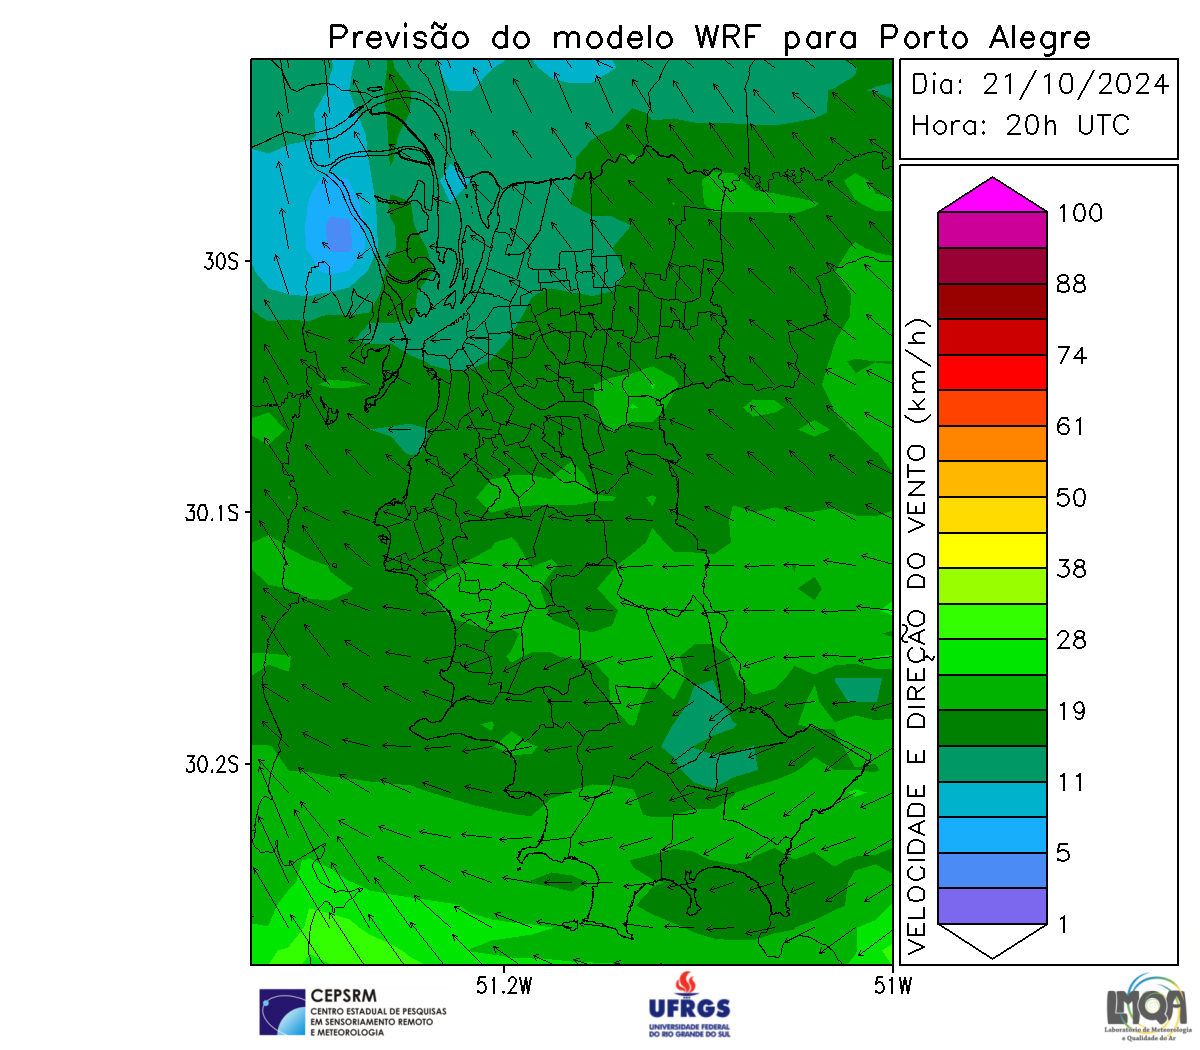 Previsão do modelo WRF para Porto Alegre
Dia: 21/10/2024
Hora: 20h UTC
30S
30.1S
30.2S
51.2W
51W
VELOCIDADE E DIREÇÃO DO VENTO (km/h)
100
88
74
61
50
38
28
19
11
5
1
CEPSRM
CENTRO ESTADUAL DE PESQUISAS
EM SENSORIAMENTO REMOTO
E METEOROLOGIA
UFRGS
UNIVERSIDADE FEDERAL
DO RIO GRANDE DO SUL
LMQA
Laboratório de Meteorologia
e Qualidade do Ar